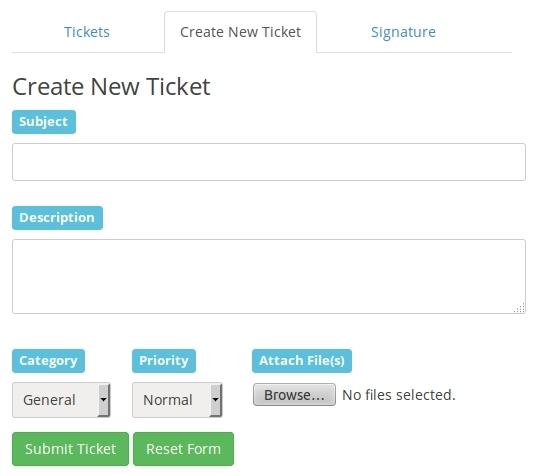 Tickets Create New Ticket Signature
Create New Ticket
Subject
Description
Category Priority Attach File(s)
General Normal Browse... No files selected.
Submit Ticket Reset Form